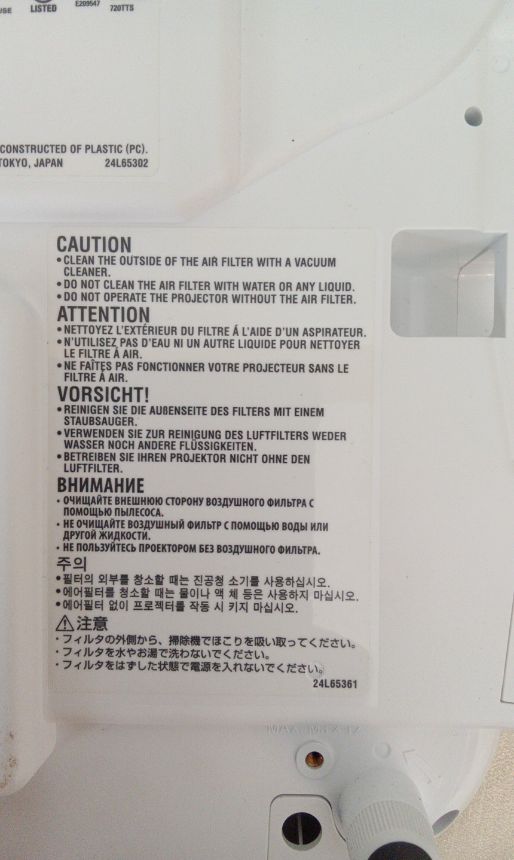 USE LISTED E209547 720TTS
CONSTRUCTED OF PLASTIC (PC).
TOKYO, JAPAN 24L65302
CAUTION
• CLEAN THE OUTSIDE OF THE AIR FILTER WITH A VACUUM
CLEANER.
• DO NOT CLEAN THE AIR FILTER WITH WATER OR ANY LIQUID.
• DO NOT OPERATE THE PROJECTOR WITHOUT THE AIR FILTER.
ATTENTION
• NETTOYEZ L'EXTÉRIEUR DU FILTRE Á L'AIDE D'UN ASPIRATEUR.
• N'UTILISEZ PAS D'EAU NI UN AUTRE LIQUIDE POUR NETTOYER
LE FILTRE À AIR.
• NE FAÎTES PAS FONCTIONNER VOTRE PROJECTEUR SANS LE
FILTRE À AIR.
VORSICHT!
• REINIGEN SIE DIE AUßENSEITE DES FILTERS MIT EINEM
STAUBSAUGER.
• VERWENDEN SIE ZUR REINIGUNG DES LUFTFILTERS WEDER
WASSER NOCH ANDERE FLÜSSIGKEITEN.
• BETREIBEN SIE IHREN PROJEKTOR NICHT OHNE DEN
LUFTFILTER.
ВНИМАНИЕ
• ОЧИЩАЙТЕ ВНЕШНЮЮ СТОРОНУ ВОЗДУШНОГО ФИЛЬТРА С
ПОМОЩЬЮ ПЫЛЕСОСА.
• НЕ ОЧИЩАЙТЕ ВОЗДУШНЫЙ ФИЛЬТР С ПОМОЩЬЮ ВОДЫ ИЛИ
ДРУГОЙ ЖИДКОСТИ.
• НЕ ПОЛЬЗУЙТЕСЬ ПРОЕКТОРОМ БЕЗ ВОЗДУШНОГО ФИЛЬТРА.
주의
• 필터의 외부를 청소할 때는 진공청 소기를 사용하십시오.
• 에어필터를 청소할 때는 물이나 액 체 등은 사용하지 마십시오.
• 에어필터 없이 프로젝터를 작동 시 키지 마십시오.
⚠注意
・フィルタの外側から、掃除機でほこりを吸い取ってください。
・フィルタを水やお湯で洗わないでください。
・フィルタをはずした状態で電源を入れないでください。
24L65361